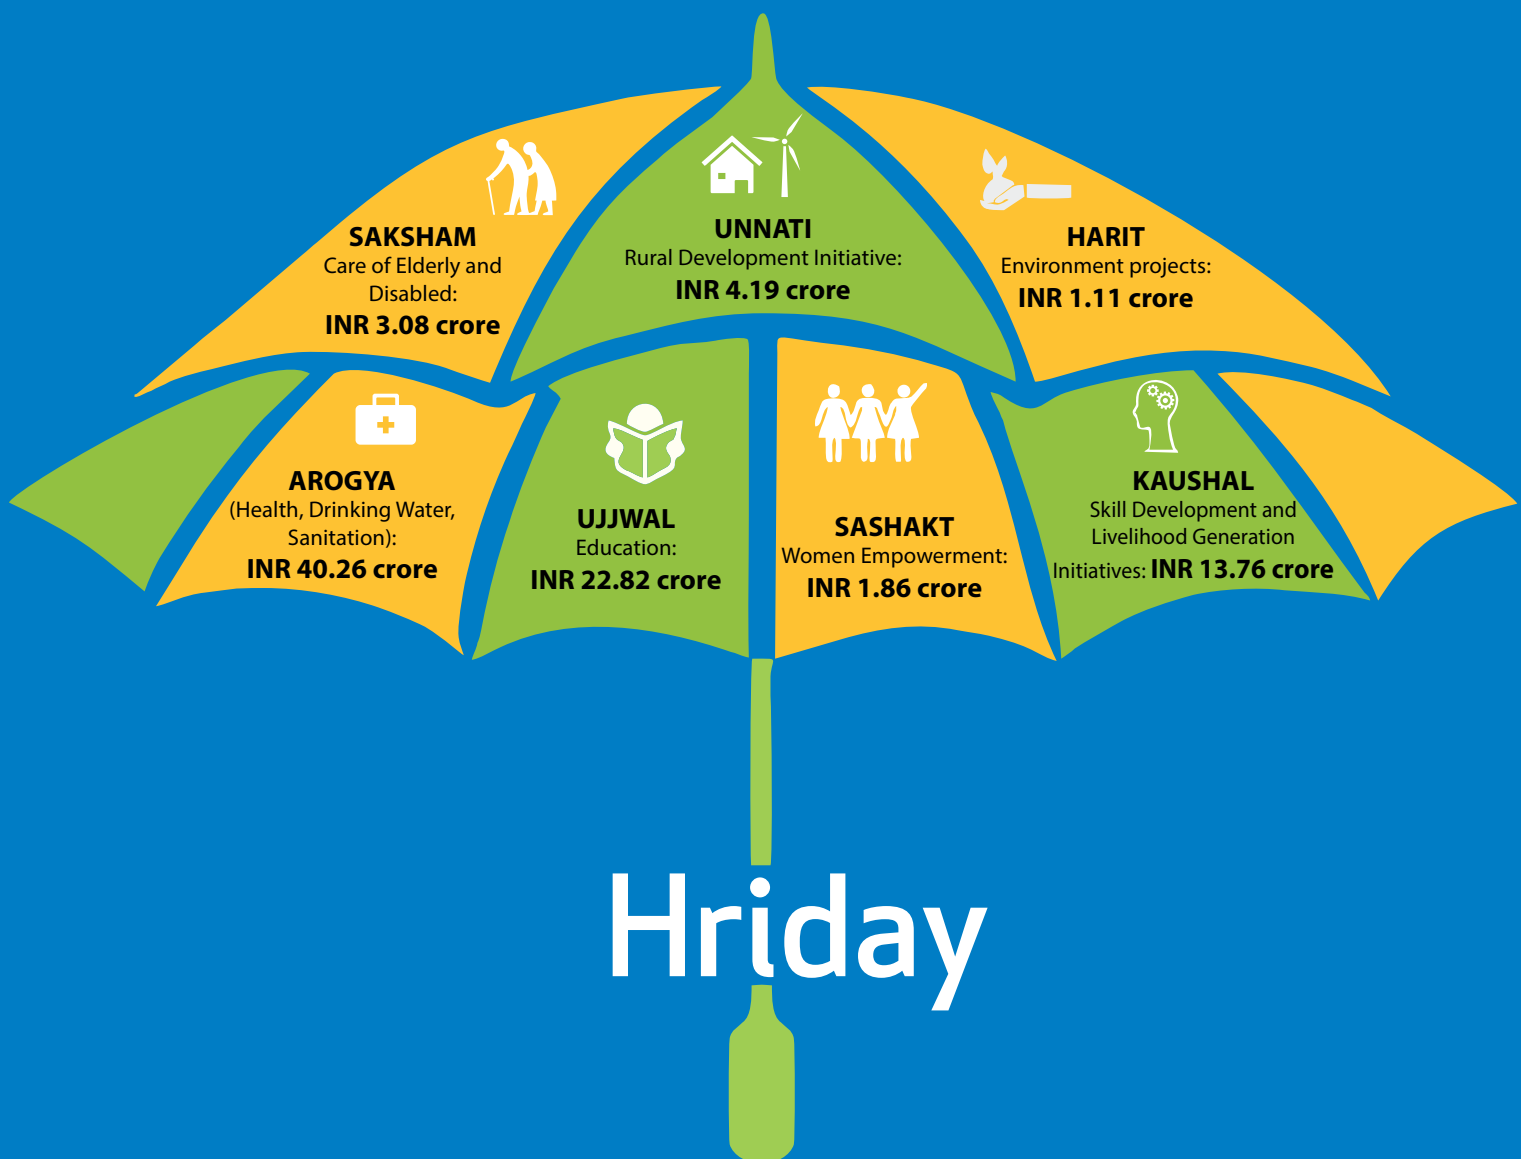 SAKSHAM
Care of Elderly and
Disabled:
INR 3.08 crore
UNNATI
Rural Development Initiative:
INR 4.19 crore
HARIT
Environment projects:
INR 1.11 crore
AROGYA
(Health, Drinking Water,
Sanitation):
INR 40.26 crore
UJJWAL
Education:
INR 22.82 crore
SASHAKT
Women Empowerment:
INR 1.86 crore
KAUSHAL
Skill Development and
Livelihood Generation
Initiatives: INR 13.76 crore
Hriday